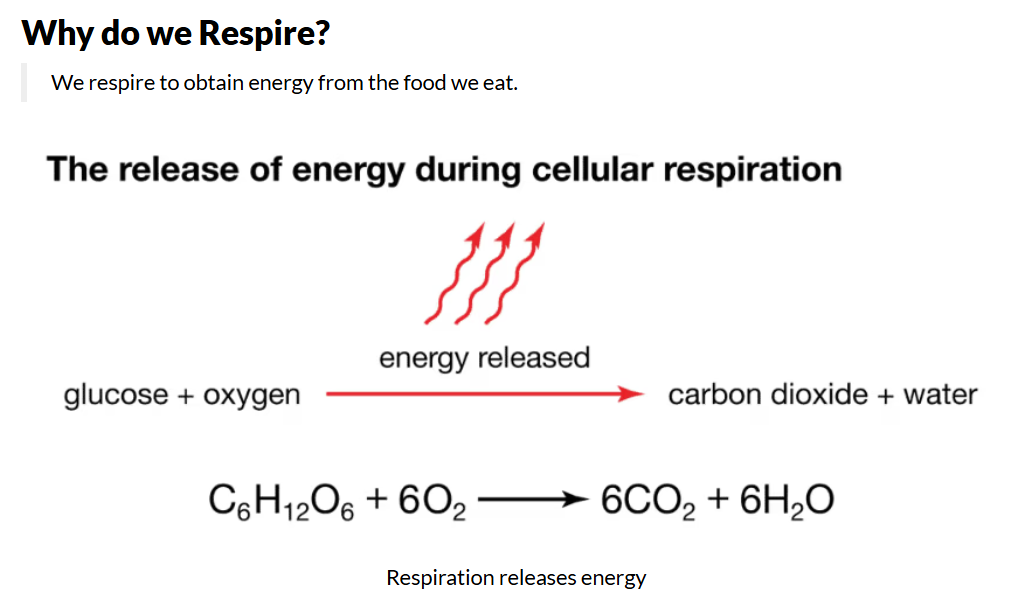 Why do we Respire?
We respire to obtain energy from the food we eat.
The release of energy during cellular respiration
energy released
glucose + oxygen → carbon dioxide + water
C₆H₁₂O₆ + 6O₂ → 6CO₂ + 6H₂O
Respiration releases energy